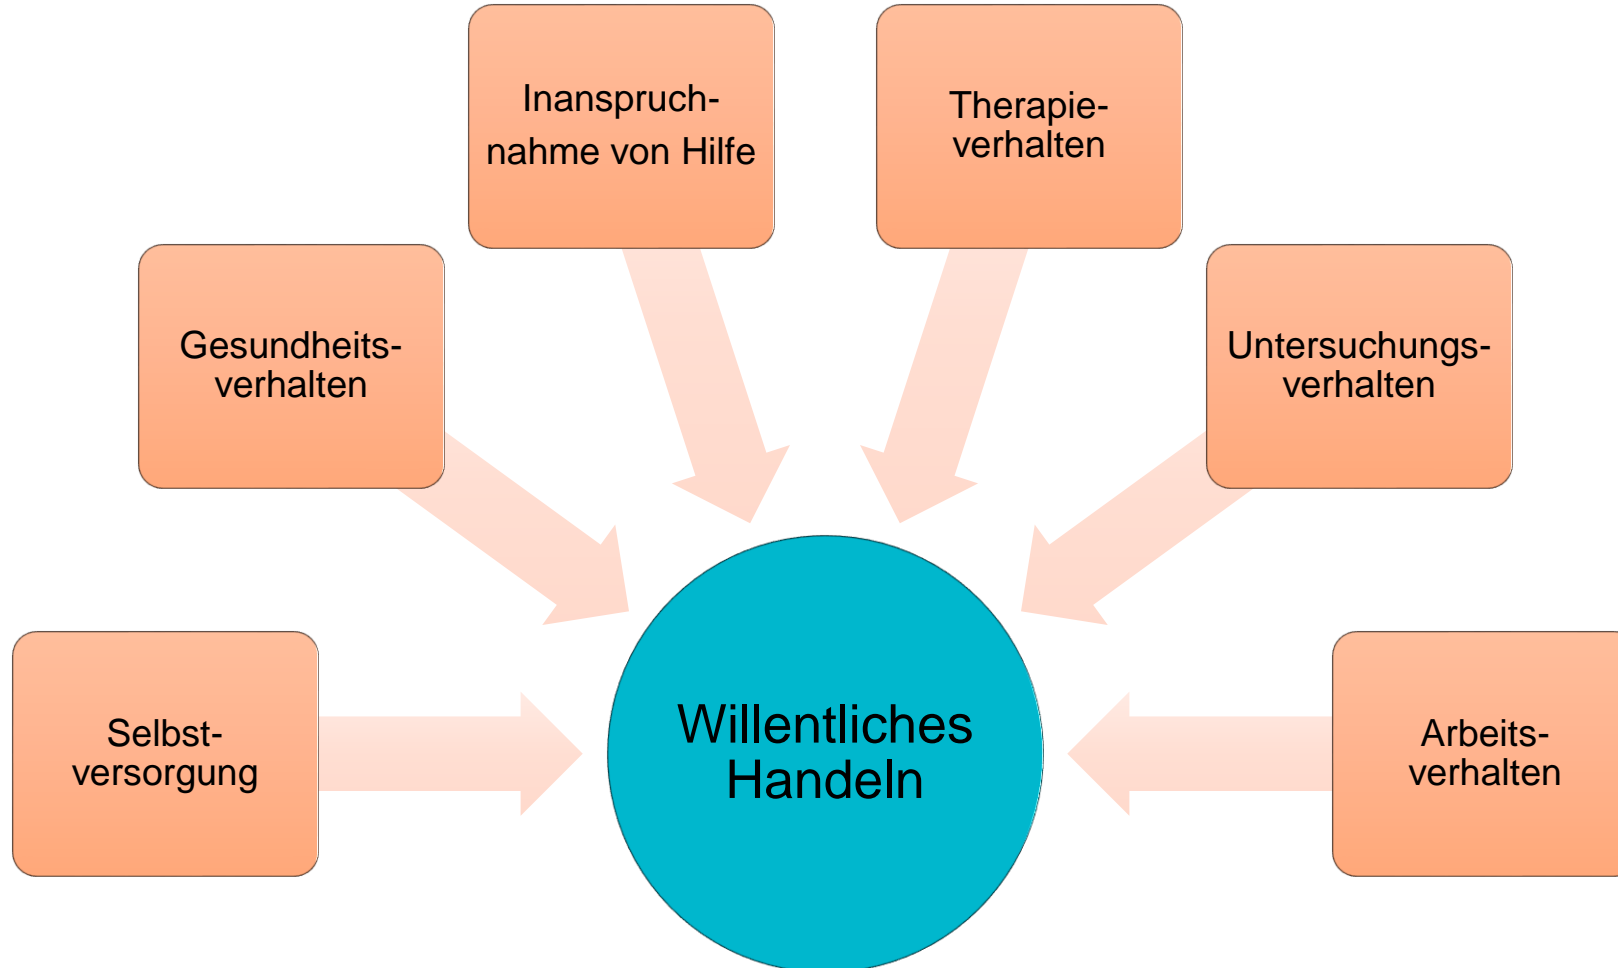 Inanspruch-
nahme von Hilfe
Therapie-
verhalten
Gesundheits-
verhalten
Untersuchungs-
verhalten
Selbst-
versorgung
Willentliches
Handeln
Arbeits-
verhalten